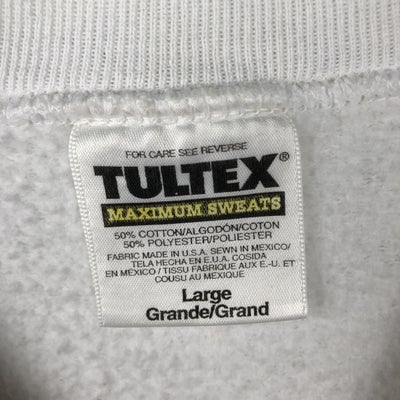 FOR CARE SEE REVERSE
TULTEX®
MAXIMUM SWEATS
50% COTTON/ALGODÓN/COTON
50% POLYESTER/POLIESTER
FABRIC MADE IN U.S.A. SEWN IN MEXICO/
TELA HECHA EN E.U.A. COSIDA
EN MÉXICO / TISSU FABRIQUE AUX E.-U. ET
COUSU AU MEXIQUE
Large
Grande/Grand